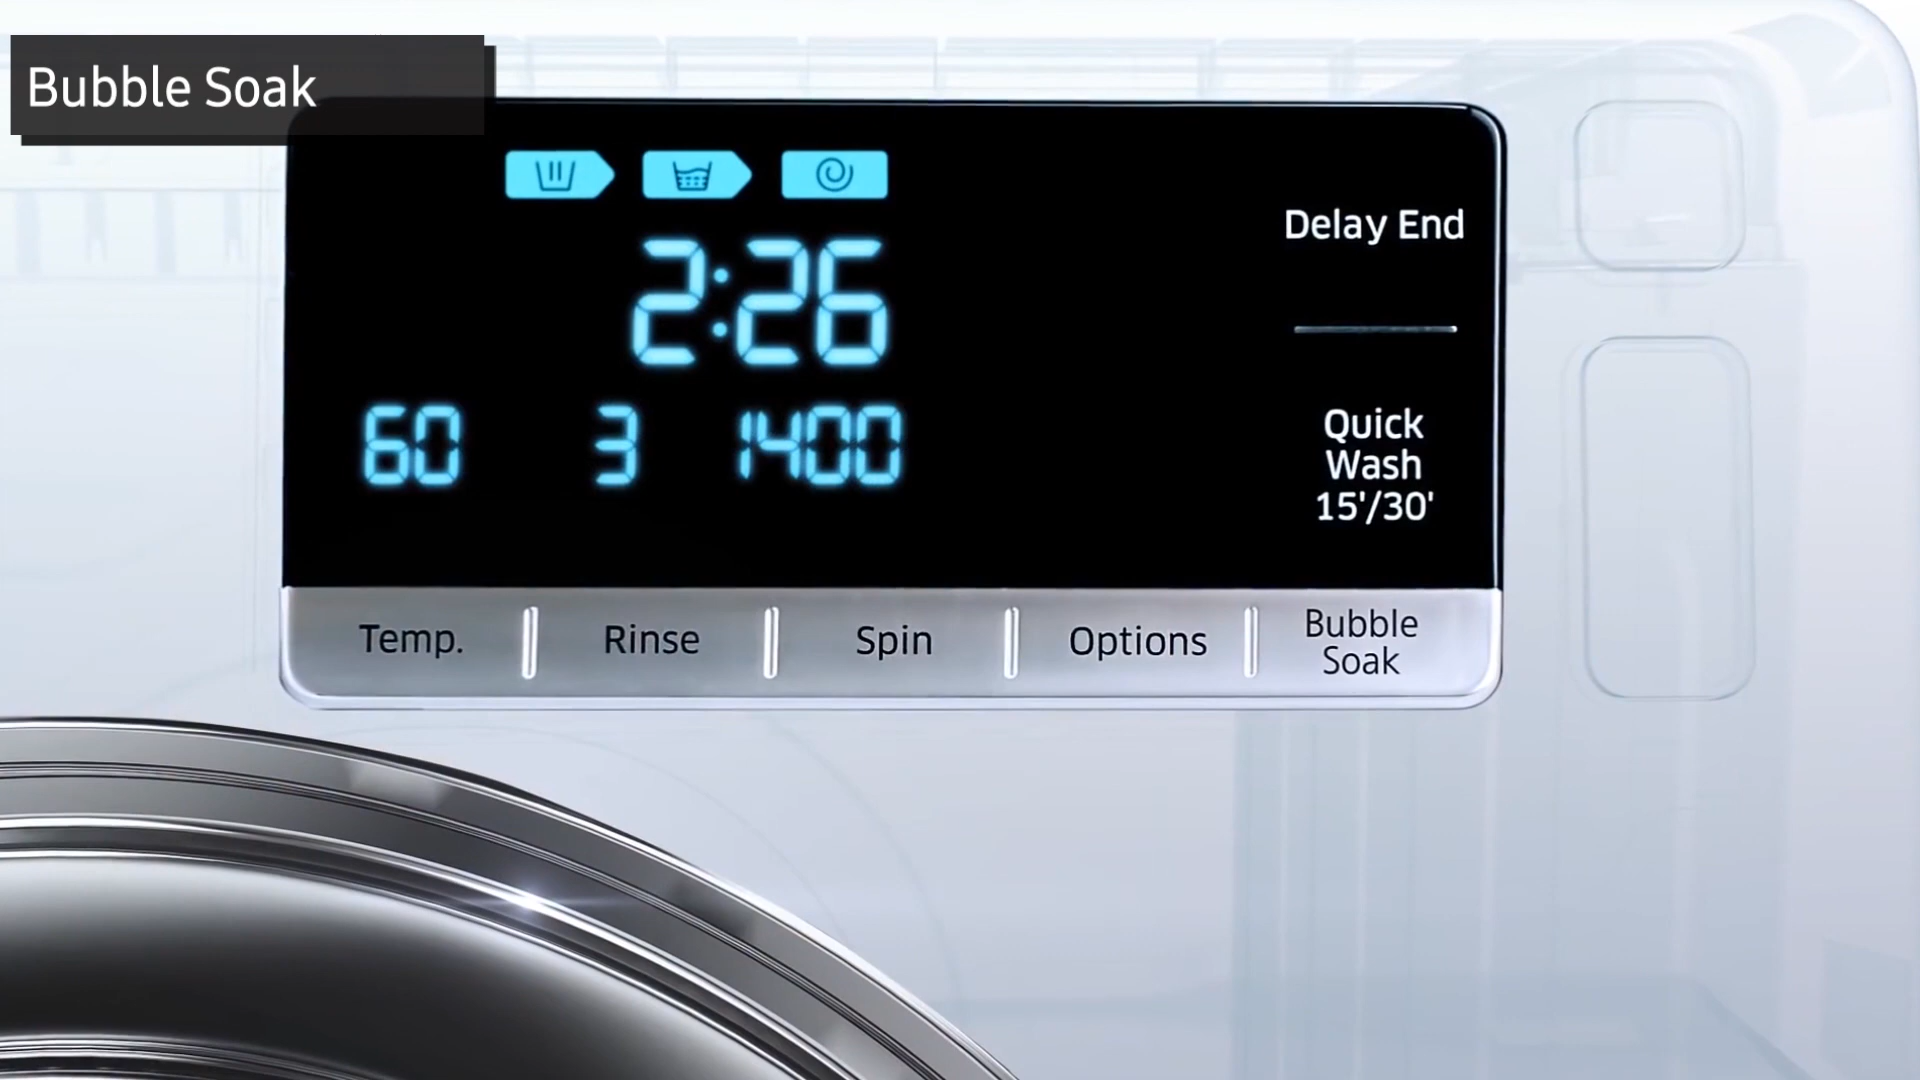 Bubble Soak
2:26
Delay End
60 3 1400
Quick
Wash
15'/30'
Temp. Rinse Spin Options Bubble
Soak